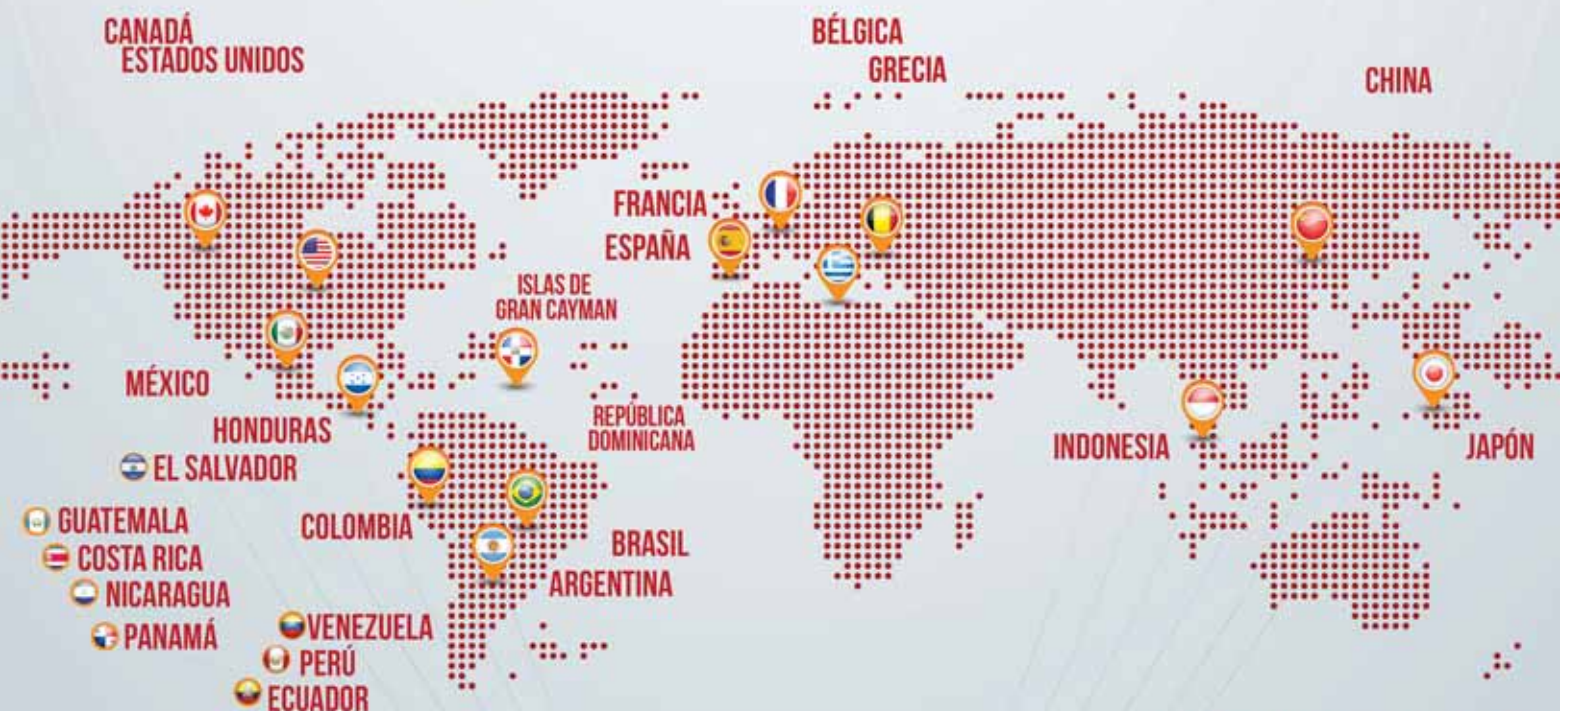 CANADÁ
ESTADOS UNIDOS
BÉLGICA
GRECIA
CHINA
FRANCIA
ESPAÑA
ISLAS DE
GRAN CAYMAN
MÉXICO
REPÚBLICA
DOMINICANA
HONDURAS
INDONESIA
JAPÓN
EL SALVADOR
GUATEMALA
COLOMBIA
COSTA RICA
BRASIL
NICARAGUA
ARGENTINA
PANAMÁ
VENEZUELA
PERÚ
ECUADOR